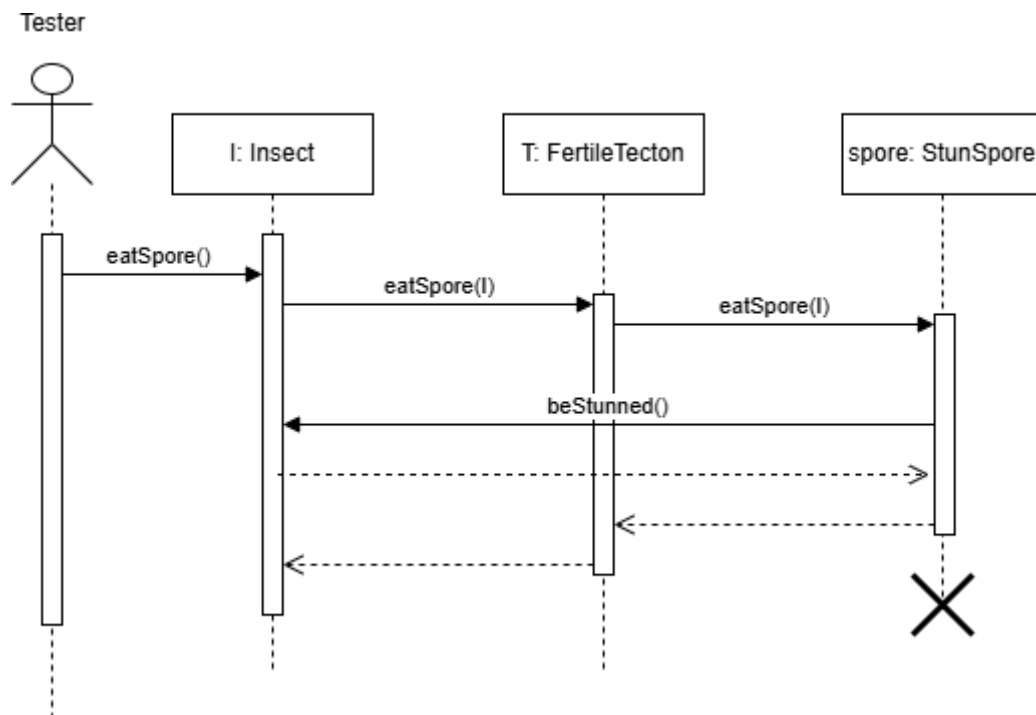 Tester
I: Insect
T: FertileTecton
spore: StunSpore
eatSpore()
eatSpore(I)
eatSpore(I)
beStunned()